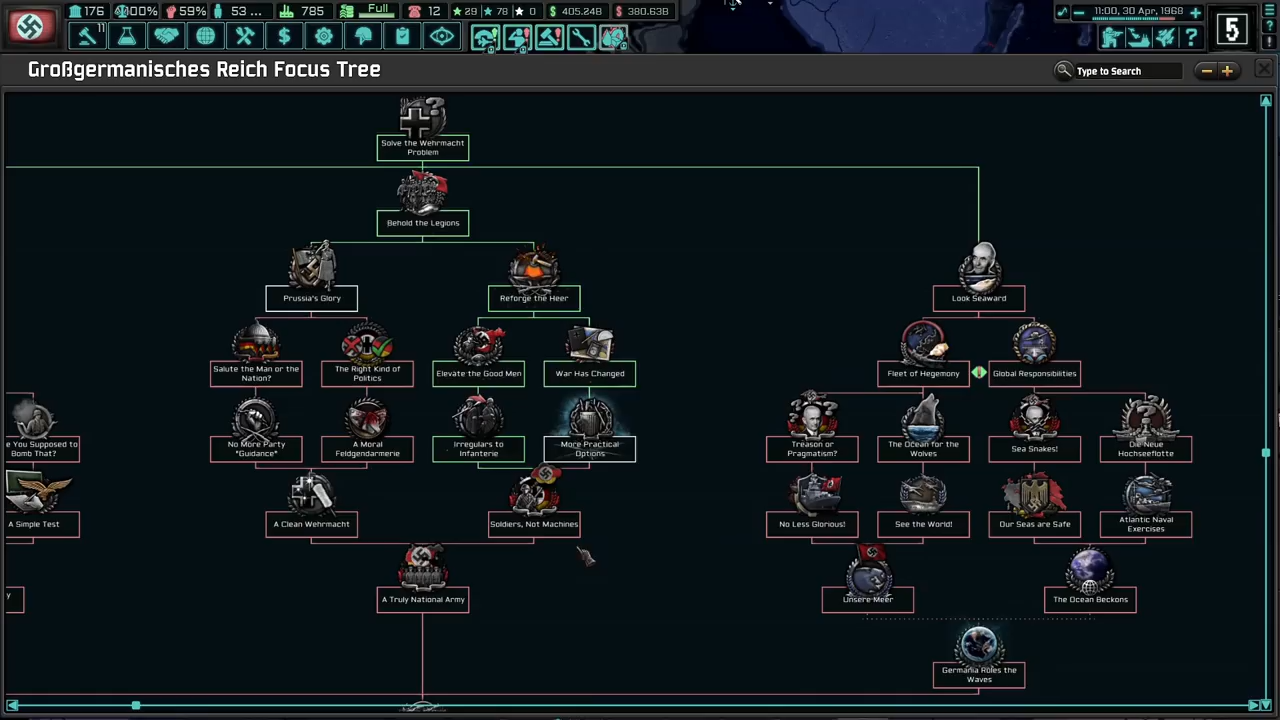 176
100%
59%
53 ...
785
Full
12
29
78
0
405.24B
380.63B
11:00, 30 Apr, 1968
5
11
Großgermanisches Reich Focus Tree
Type to Search
Solve the Wehrmacht
Problem
Behold the Legions
Prussia's Glory
Reforge the Heer
Look Seaward
Salute the Man or the
Nation?
The Right Kind of
Politics
Elevate the Good Men
War Has Changed
Fleet of Hegemony
Global Responsibilities
e You Supposed to
Bomb That?
No More Party
"Guidance"
A Moral
Feldgendarmerie
Irregulars to
Infanterie
More Practical
Options
Treason or
Pragmatism?
The Ocean for the
Wolves
Sea Snakes!
Die Neue
Hochseeflotte
A Simple Test
A Clean Wehrmacht
Soldiers, Not Machines
No Less Glorious!
See the World!
Our Seas are Safe
Atlantic Naval
Exercises
y
A Truly National Army
Unsere Meer
The Ocean Beckons
Germania Rules the
Waves